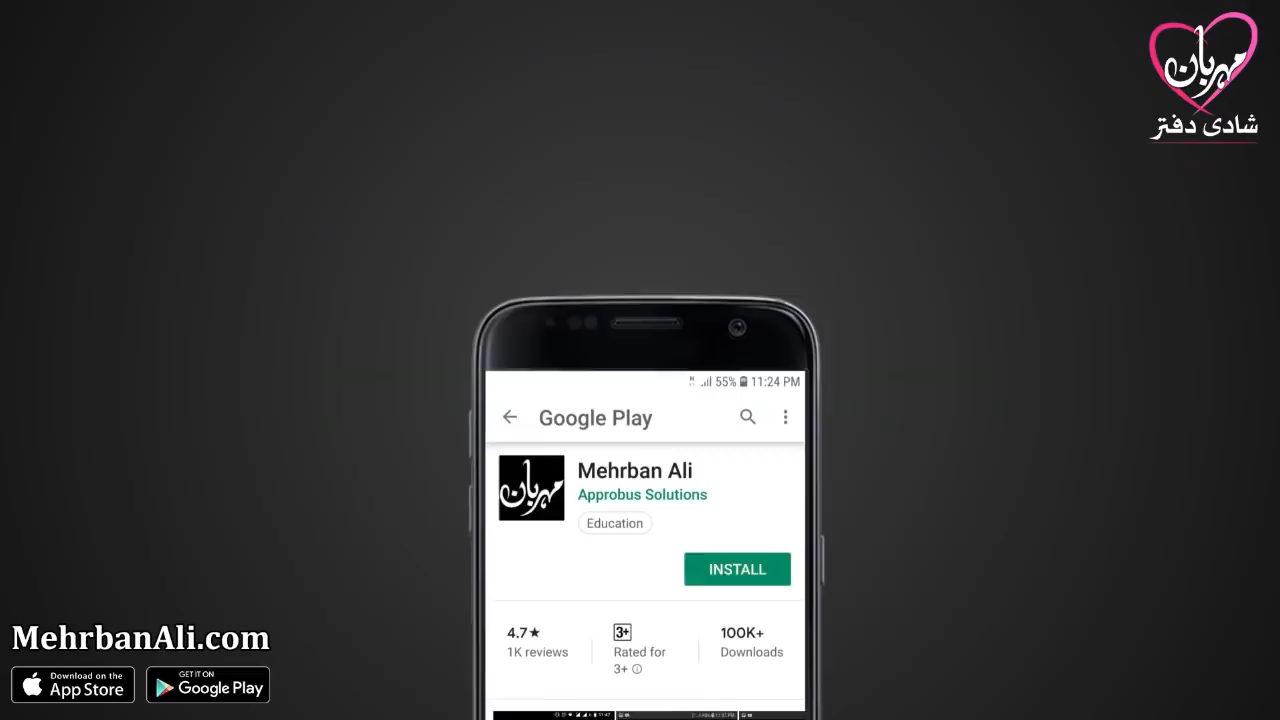 مہربان
شادی دفتر
55% 11:24 PM
Google Play
مہربان
Mehrban Ali
Approbus Solutions
Education
INSTALL
4.7★
1K reviews
3+
Rated for
3+
100K+
Downloads
MehrbanAli.com
Download on the
App Store
GET IT ON
Google Play